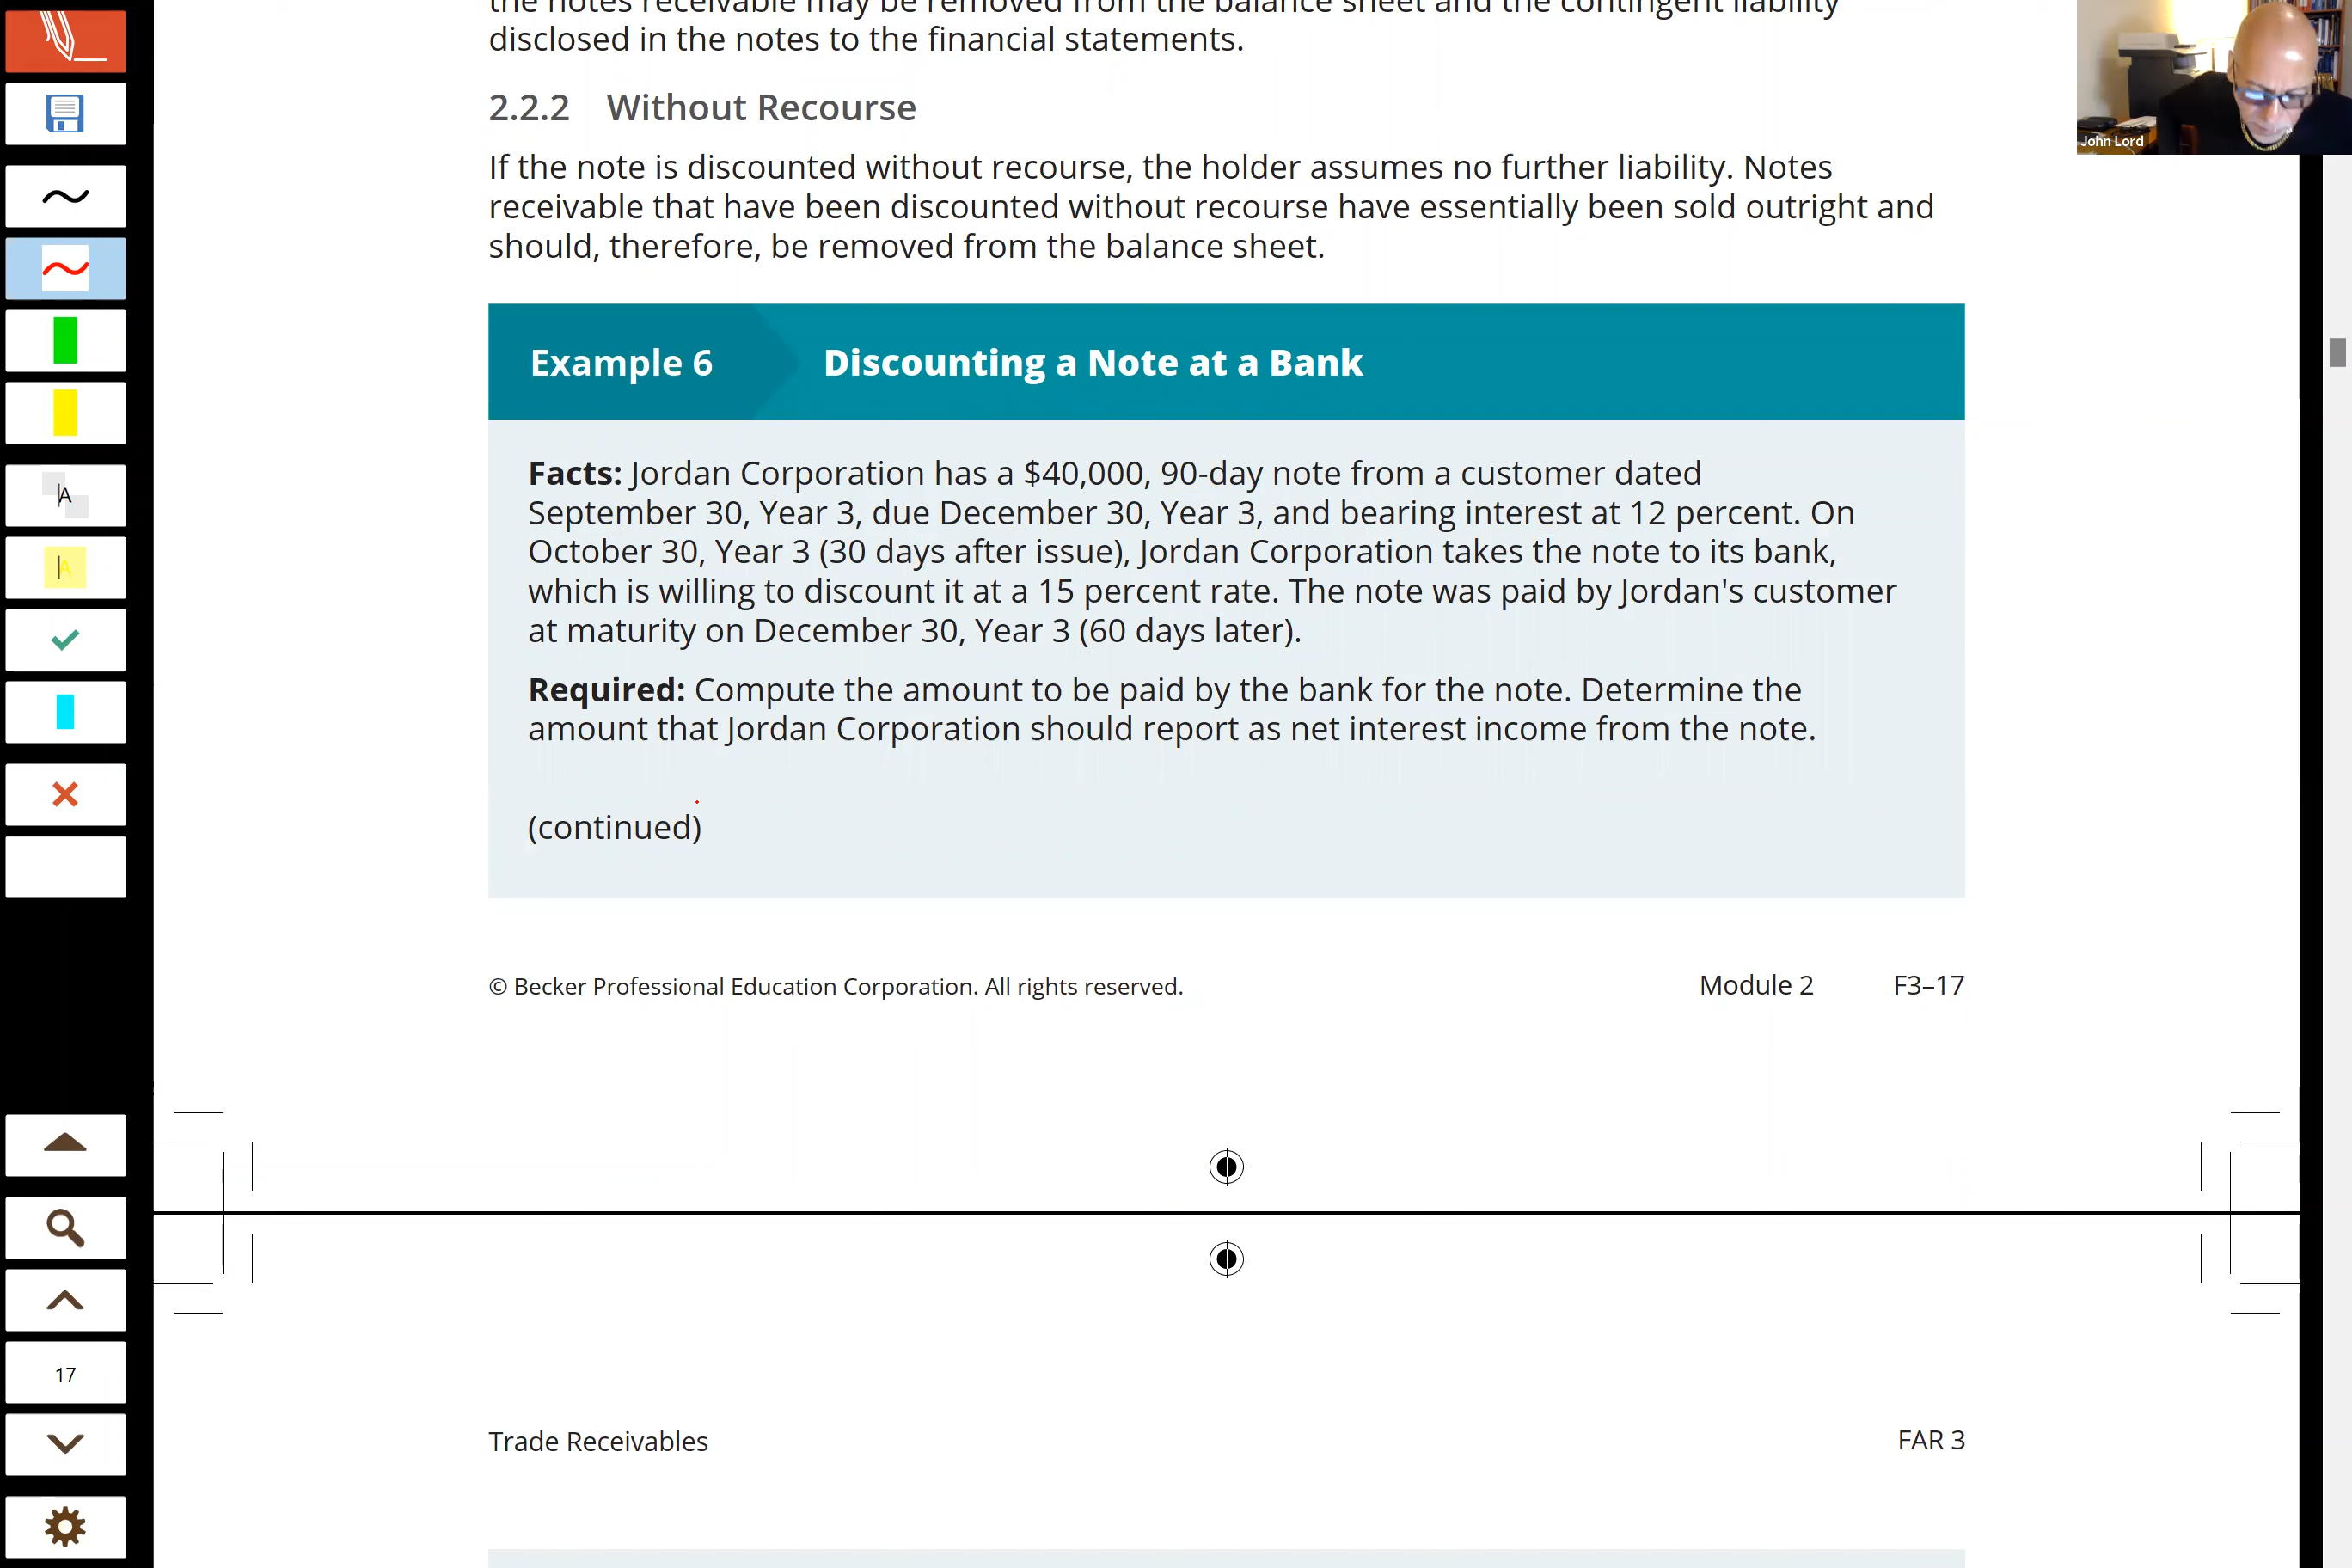 the notes receivable may be removed from the balance sheet and the contingent liability
disclosed in the notes to the financial statements.
2.2.2 Without Recourse
If the note is discounted without recourse, the holder assumes no further liability. Notes
receivable that have been discounted without recourse have essentially been sold outright and
should, therefore, be removed from the balance sheet.
Example 6 Discounting a Note at a Bank
Facts: Jordan Corporation has a $40,000, 90-day note from a customer dated
September 30, Year 3, due December 30, Year 3, and bearing interest at 12 percent. On
October 30, Year 3 (30 days after issue), Jordan Corporation takes the note to its bank,
which is willing to discount it at a 15 percent rate. The note was paid by Jordan's customer
at maturity on December 30, Year 3 (60 days later).
Required: Compute the amount to be paid by the bank for the note. Determine the
amount that Jordan Corporation should report as net interest income from the note.
(continued)
© Becker Professional Education Corporation. All rights reserved. Module 2 F3–17
Trade Receivables FAR 3
John Lord
A
A
17